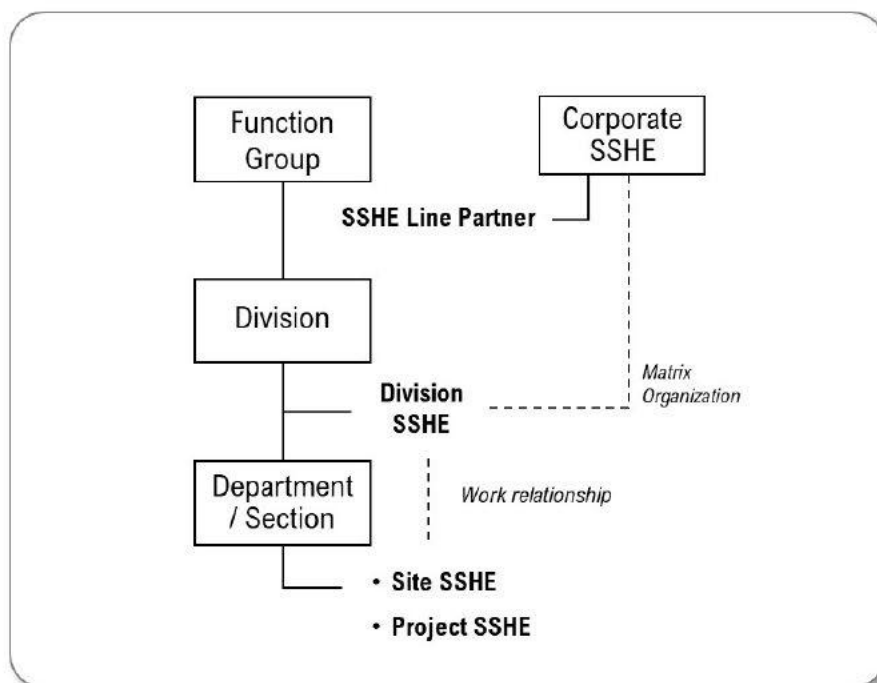 Function
Group
Corporate
SSHE
SSHE Line Partner
Division
Matrix
Organization
Division
SSHE
Department
/ Section
Work relationship
• Site SSHE
• Project SSHE